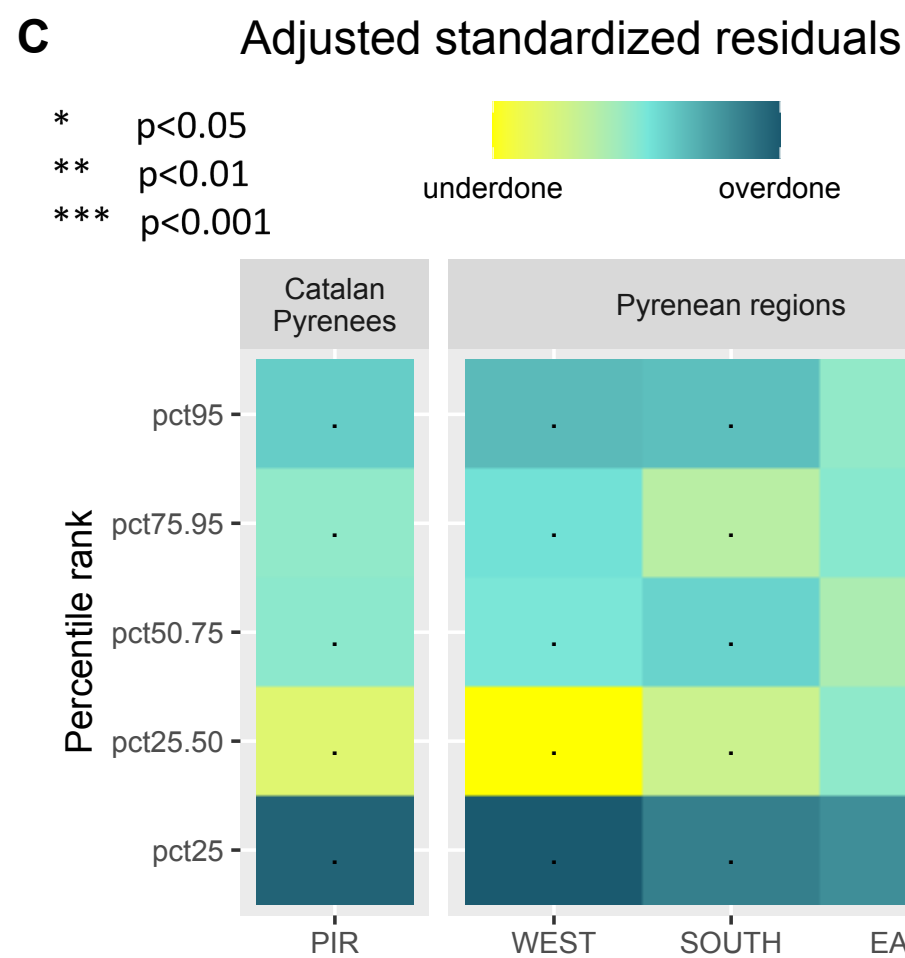 C
Adjusted standardized residuals
* p<0.05
** p<0.01
*** p<0.001
underdone overdone
Catalan
Pyrenees
Pyrenean regions
Percentile rank
pct95
pct75.95
pct50.75
pct25.50
pct25
PIR WEST SOUTH EA